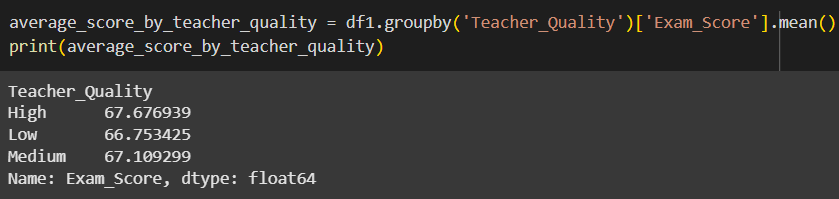 average_score_by_teacher_quality = df1.groupby('Teacher_Quality')['Exam_Score'].mean()
print(average_score_by_teacher_quality)
Teacher_Quality
High      67.676939
Low       66.753425
Medium    67.109299
Name: Exam_Score, dtype: float64